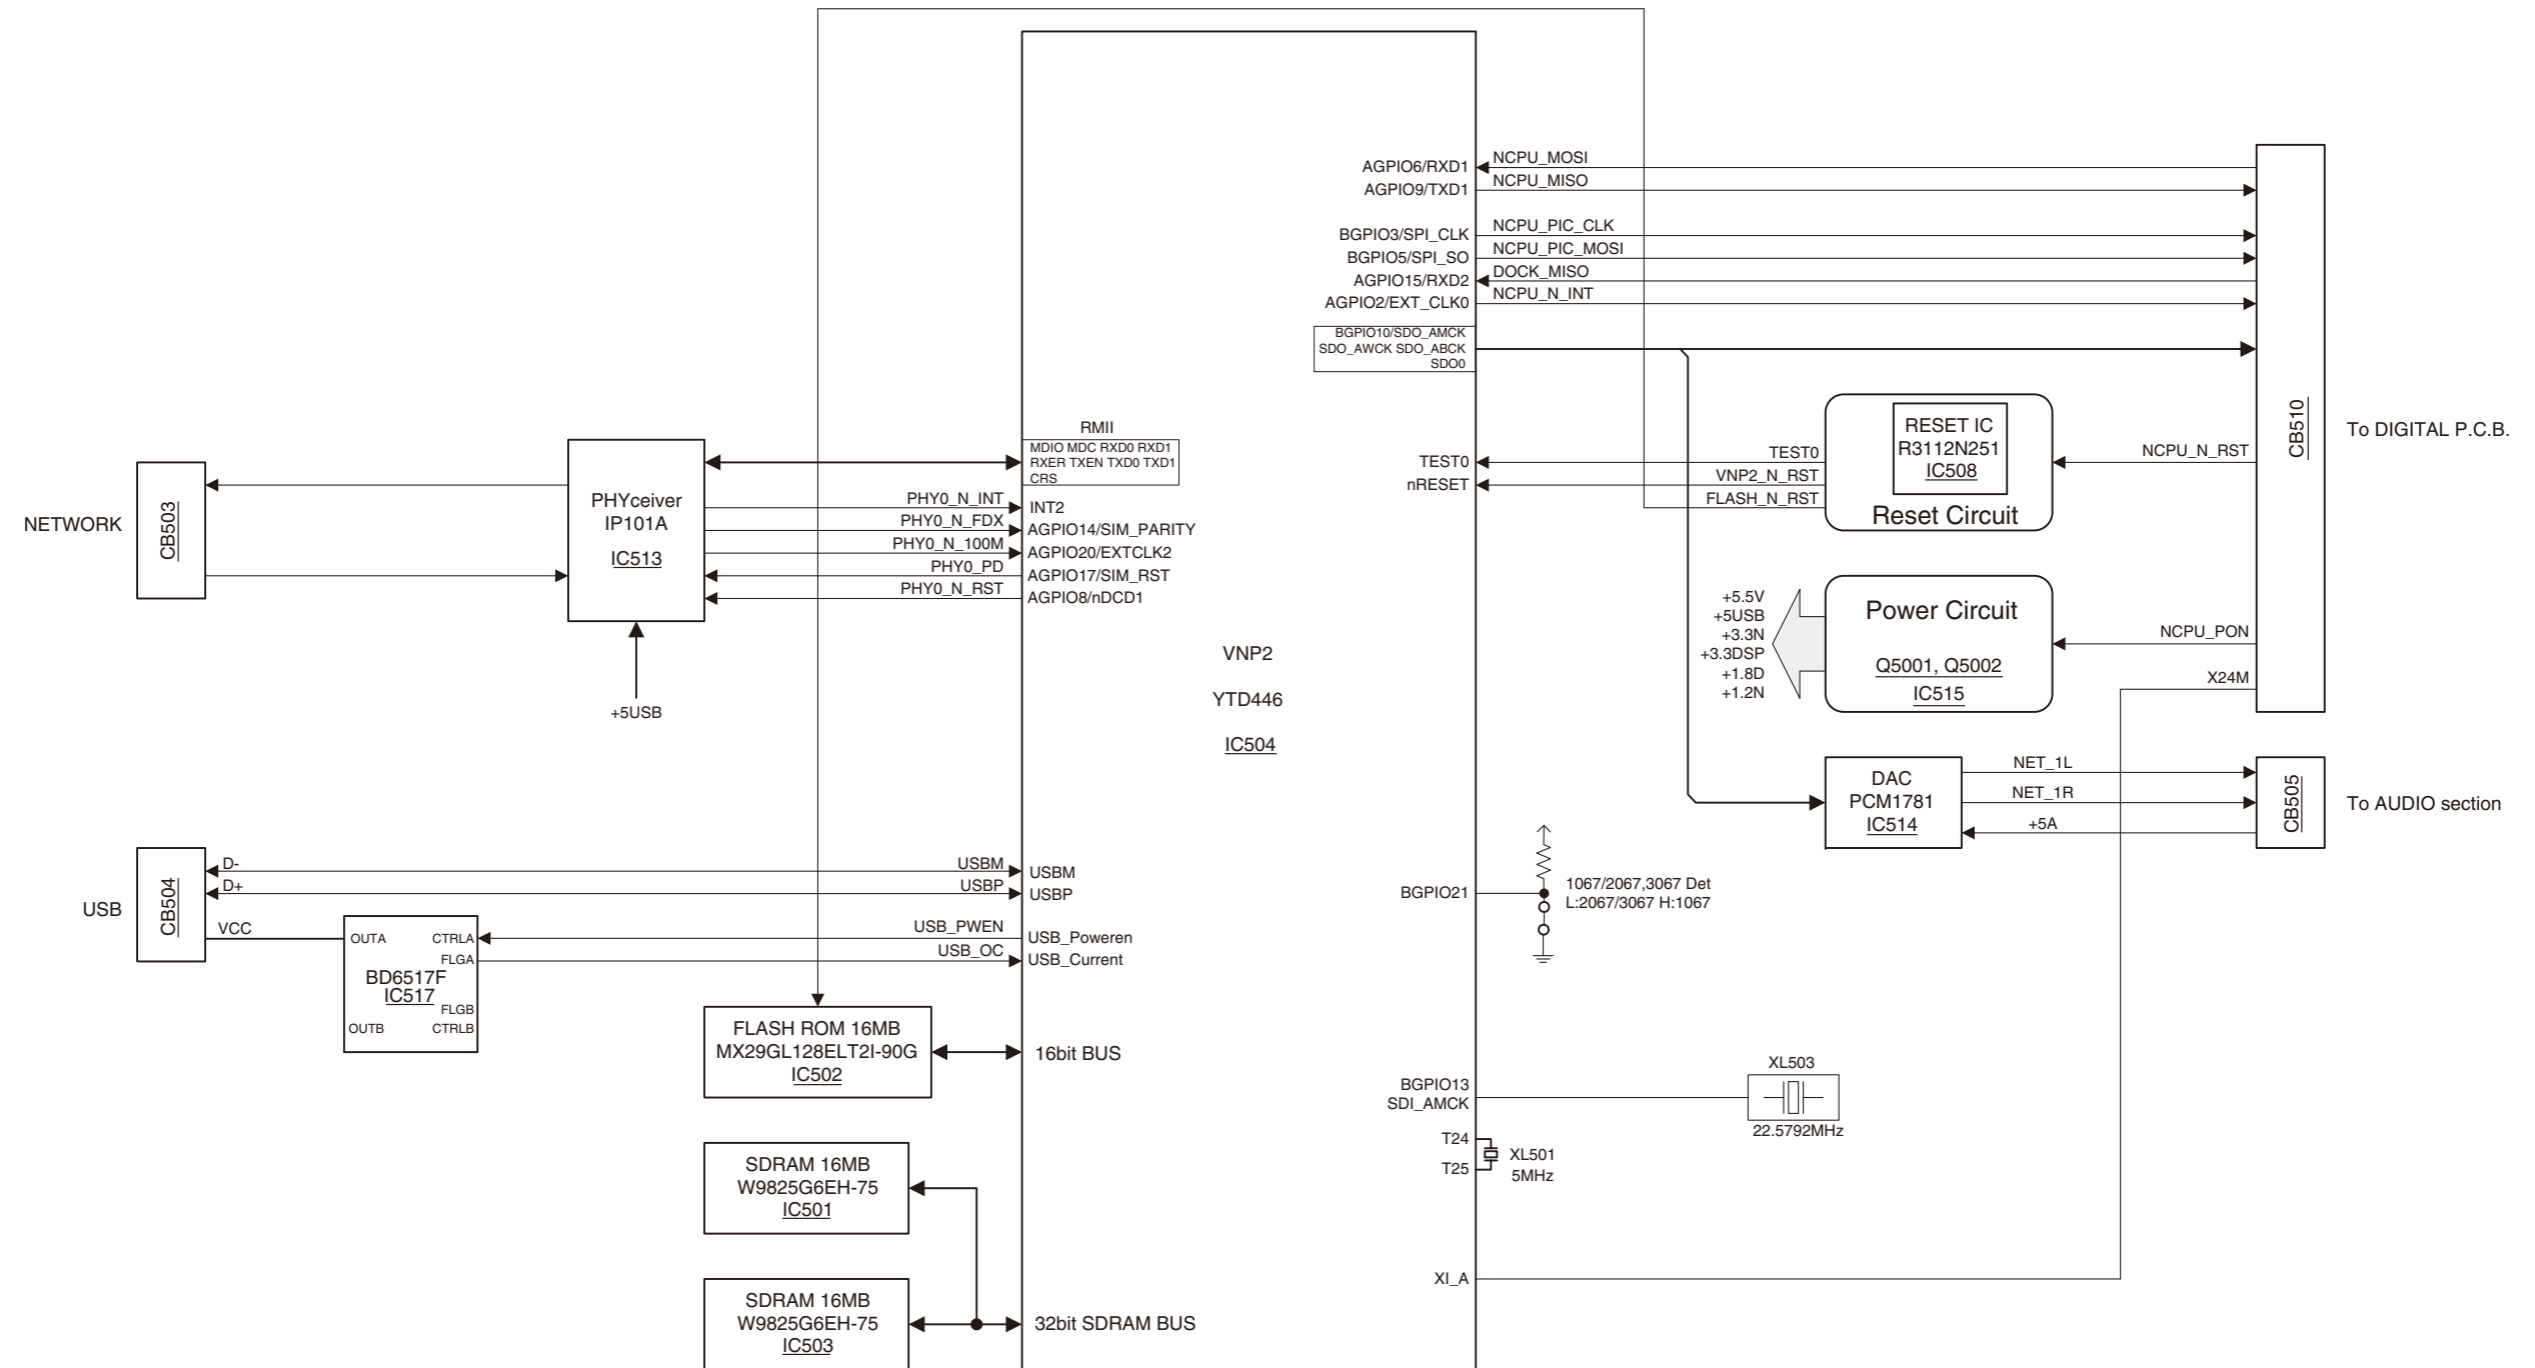 NETWORK
CB503
PHYceiver
IP101A
IC513
+5USB
PHY0_N_INT
PHY0_N_FDX
PHY0_N_100M
PHY0_PD
PHY0_N_RST
RMII
MDIO MDC RXD0 RXD1
RXER TXEN TXD0 TXD1
CRS
INT2
AGPIO14/SIM_PARITY
AGPIO20/EXTCLK2
AGPIO17/SIM_RST
AGPIO8/nDCD1
USB
CB504
D-
D+
VCC
USBM
USBP
USB_PWEN
USB_OC
USBM
USBP
USB_Poweren
USB_Current
OUTA
CTRLA
FLGA
BD6517F
IC517
FLGB
OUTB
CTRLB
FLASH ROM 16MB
MX29GL128ELT2I-90G
IC502
16bit BUS
SDRAM 16MB
W9825G6EH-75
IC501
SDRAM 16MB
W9825G6EH-75
IC503
32bit SDRAM BUS
VNP2
YTD446
IC504
AGPIO6/RXD1
AGPIO9/TXD1
BGPIO3/SPI_CLK
BGPIO5/SPI_SO
AGPIO15/RXD2
AGPIO2/EXT_CLK0
BGPIO10/SDO_AMCK
SDO_AWCK SDO_ABCK
SDO0
TEST0
nRESET
BGPIO21
BGPIO13
SDI_AMCK
T24
T25
XI_A
NCPU_MOSI
NCPU_MISO
NCPU_PIC_CLK
NCPU_PIC_MOSI
DOCK_MISO
NCPU_N_INT
TEST0
VNP2_N_RST
FLASH_N_RST
RESET IC
R3112N251
IC508
Reset Circuit
NCPU_N_RST
+5.5V
+5USB
+3.3N
+3.3DSP
+1.8D
+1.2N
Power Circuit
Q5001, Q5002
IC515
NCPU_PON
X24M
CB510
To DIGITAL P.C.B.
DAC
PCM1781
IC514
NET_1L
NET_1R
+5A
CB505
To AUDIO section
1067/2067,3067 Det
L:2067/3067 H:1067
XL503
22.5792MHz
XL501
5MHz